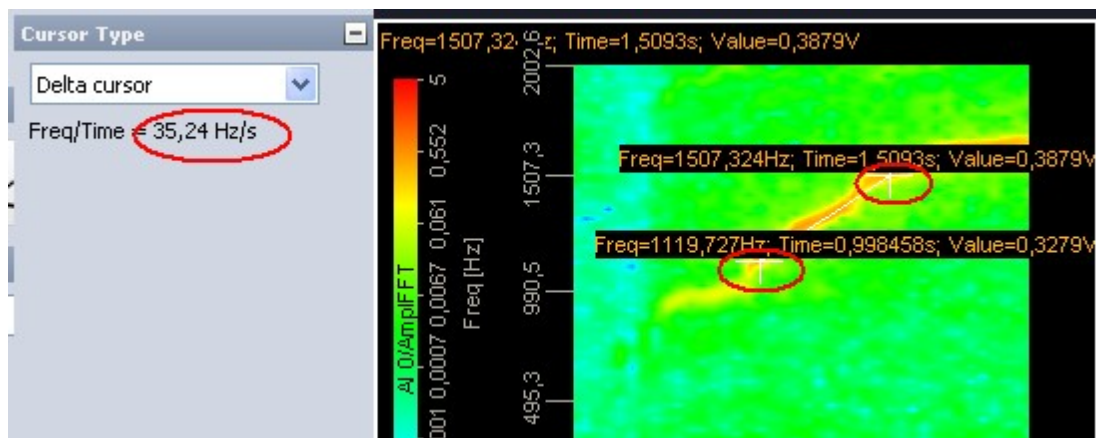 Cursor Type
Delta cursor
Freq/Time = 35,24 Hz/s
Freq=1507,32
z; Time=1,5093s; Value=0,3879V
Freq=1507,324Hz; Time=1,5093s; Value=0,3879V
Freq=1119,727Hz; Time=0,998458s; Value=0,3279V
AI 0/AmplFFT
5
0,552
0,061
0,0067
0,0007
001
Freq [Hz]
2002,6
1507,3
990,5
495,3